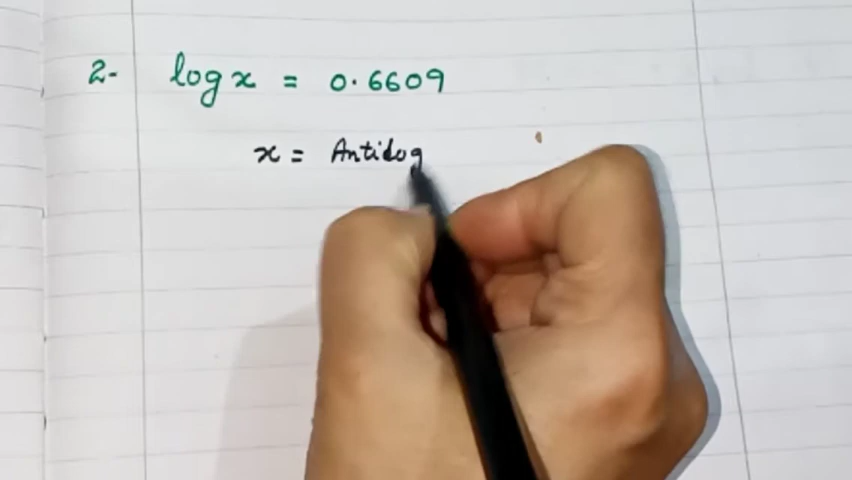 2- log x = 0.6609
x = Antilog